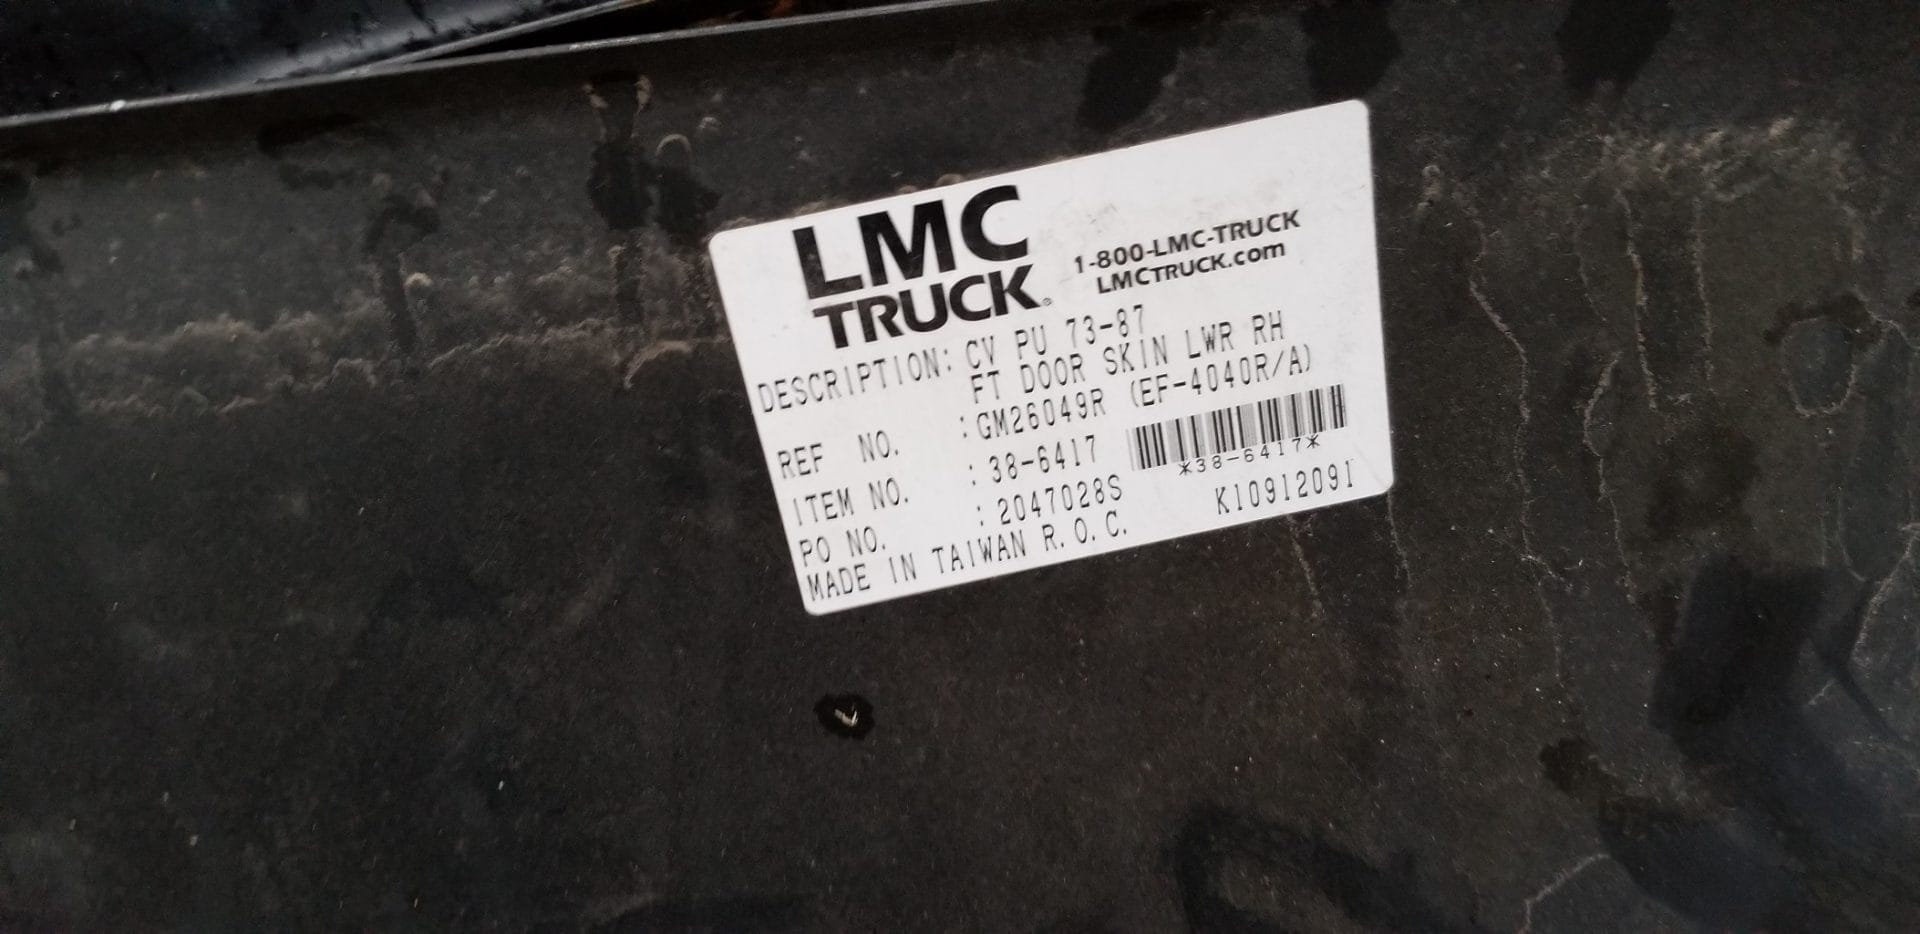 LMC
TRUCK®
1-800-LMC-TRUCK
LMCTRUCK.com
DESCRIPTION: CV PU 73-87
FT DOOR SKIN LWR RH
REF NO. :GM26049R (EF-4040R/A)
ITEM NO. : 38-6417
*38-6417*
PO NO. : 2047028S
MADE IN TAIWAN R.O.C. K10912091